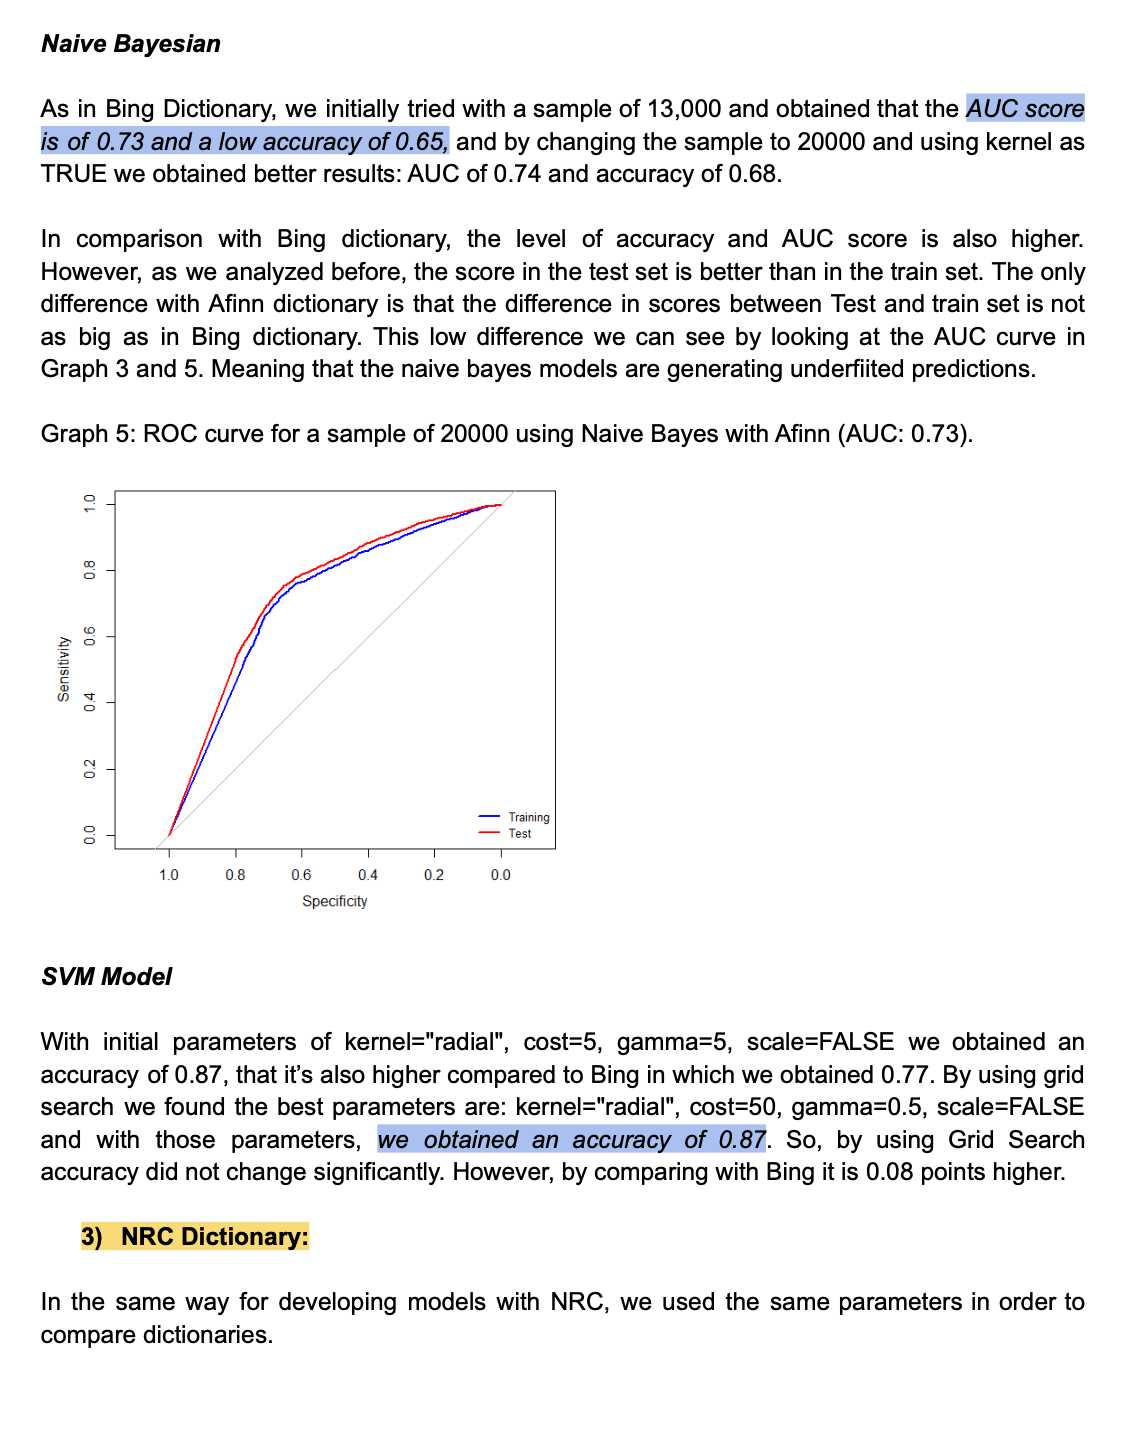 Naive Bayesian
As in Bing Dictionary, we initially tried with a sample of 13,000 and obtained that the AUC score
is of 0.73 and a low accuracy of 0.65, and by changing the sample to 20000 and using kernel as
TRUE we obtained better results: AUC of 0.74 and accuracy of 0.68.
In comparison with Bing dictionary, the level of accuracy and AUC score is also higher.
However, as we analyzed before, the score in the test set is better than in the train set. The only
difference with Afinn dictionary is that the difference in scores between Test and train set is not
as big as in Bing dictionary. This low difference we can see by looking at the AUC curve in
Graph 3 and 5. Meaning that the naive bayes models are generating underfiited predictions.
Graph 5: ROC curve for a sample of 20000 using Naive Bayes with Afinn (AUC: 0.73).
1.0
0.8
0.6
0.4
0.2
0.0
Sensitivity
Training
Test
1.0 0.8 0.6 0.4 0.2 0.0
Specificity
SVM Model
With initial parameters of kernel="radial", cost=5, gamma=5, scale=FALSE we obtained an
accuracy of 0.87, that it's also higher compared to Bing in which we obtained 0.77. By using grid
search we found the best parameters are: kernel="radial", cost=50, gamma=0.5, scale=FALSE
and with those parameters, we obtained an accuracy of 0.87. So, by using Grid Search
accuracy did not change significantly. However, by comparing with Bing it is 0.08 points higher.
3) NRC Dictionary:
In the same way for developing models with NRC, we used the same parameters in order to
compare dictionaries.